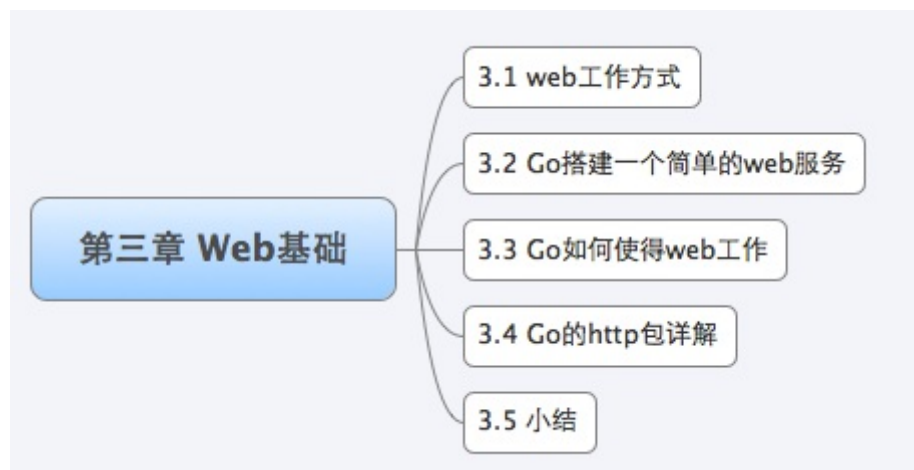 第三章 Web基础
3.1 web工作方式
3.2 Go搭建一个简单的web服务
3.3 Go如何使得web工作
3.4 Go的http包详解
3.5 小结